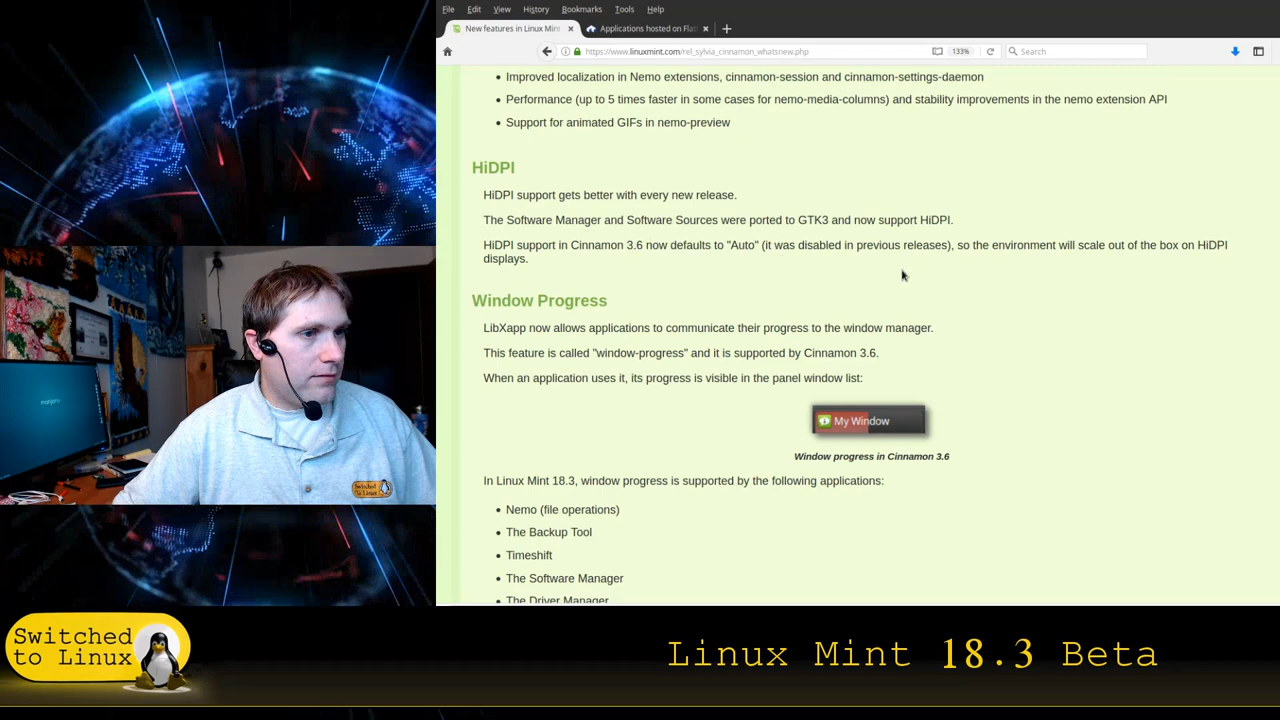 File Edit View History Bookmarks Tools Help
New features in Linux Mint
Applications hosted on Flat
https://www.linuxmint.com/rel_sylvia_cinnamon_whatsnew.php
133%
Search
• Improved localization in Nemo extensions, cinnamon-session and cinnamon-settings-daemon
• Performance (up to 5 times faster in some cases for nemo-media-columns) and stability improvements in the nemo extension API
• Support for animated GIFs in nemo-preview
HiDPI
HiDPI support gets better with every new release.
The Software Manager and Software Sources were ported to GTK3 and now support HiDPI.
HiDPI support in Cinnamon 3.6 now defaults to "Auto" (it was disabled in previous releases), so the environment will scale out of the box on HiDPI
displays.
Window Progress
LibXapp now allows applications to communicate their progress to the window manager.
This feature is called "window-progress" and it is supported by Cinnamon 3.6.
When an application uses it, its progress is visible in the panel window list:
My Window
Window progress in Cinnamon 3.6
In Linux Mint 18.3, window progress is supported by the following applications:
• Nemo (file operations)
• The Backup Tool
• Timeshift
• The Software Manager
• The Driver Manager
manjaro
Switched
To Linux
Switched
to Linux
Linux Mint 18.3 Beta